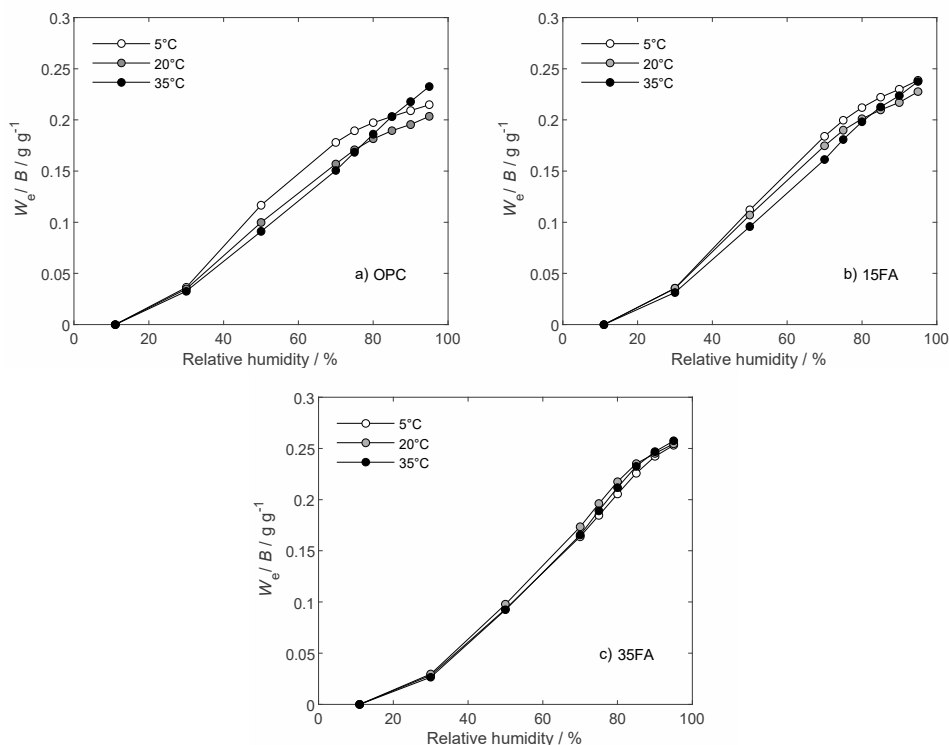 0.3
0.25
0.2
0.15
0.1
0.05
0
W_e / B / g g^-1
5°C
20°C
35°C
a) OPC
0 20 40 60 80 100
Relative humidity / %
0.3
0.25
0.2
0.15
0.1
0.05
0
W_e / B / g g^-1
5°C
20°C
35°C
b) 15FA
0 20 40 60 80 100
Relative humidity / %
0.3
0.25
0.2
0.15
0.1
0.05
0
W_e / B / g g^-1
5°C
20°C
35°C
c) 35FA
0 20 40 60 80 100
Relative humidity / %